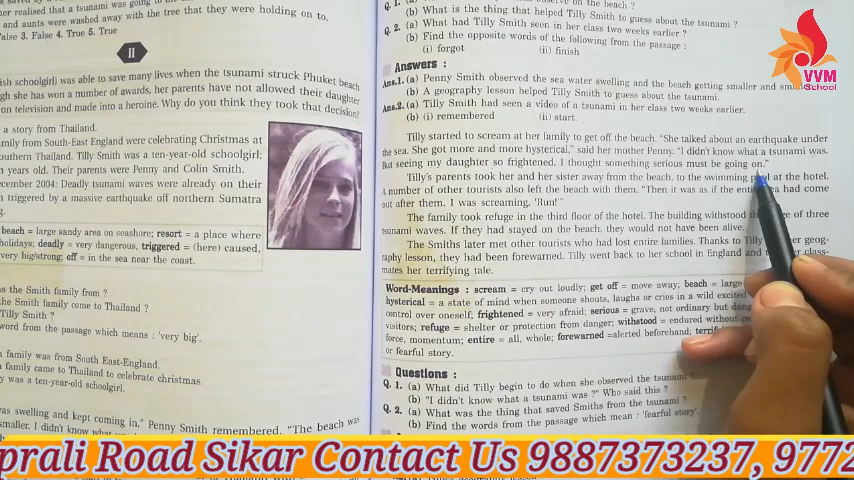 her realised that a tsunami was going to
and aunts were washed away with the tree that they were holding on.
alse 3. False 4. True 5. True
II
ish schoolgirl) was able to save many lives when the tsunami struck Phuket beach
gh she has won a number of awards, her parents have not allowed their daughter
on television and made into a heroine. Why do you think they took that decision?
a story from Thailand.
amily from South-East England were celebrating Christmas at
outhern Thailand. Tilly Smith was a ten-year-old schoolgirl;
n years old. Their parents were Penny and Colin Smith.
ecember 2004: Deadly tsunami waves were already on their
n triggered by a massive earthquake off northern Sumatra
g.
beach = large sandy area on seashore; resort = a place where
holidays; deadly = very dangerous, triggered = (here) caused,
very big/strong; off = in the sea near the coast.
as the Smith family from ?
the Smith family come to Thailand ?
Tilly Smith ?
word from the passage which means : 'very big'.
family was from South East-England.
family came to Thailand to celebrate christmas.
y was a ten-year-old schoolgirl.
was swelling and kept coming in," Penny Smith remembered. "The beach was
smaller. I didn't know what
Q. 1. observe on the beach ?
(b) What is the thing that helped Tilly Smith to guess about the tsunami ?
Q. 2. (a) What had Tilly Smith seen in her class two weeks earlier ?
(b) Find the opposite words of the following from the passage :
(i) forgot (ii) finish
Answers :
Ans.1. (a) Penny Smith observed the sea water swelling and the beach getting smaller and
(b) A geography lesson helped Tilly Smith to guess about the tsunami.
Ans.2. (a) Tilly Smith had seen a video of a tsunami in her class two weeks earlier.
(b) (i) remembered (ii) start.
Tilly started to scream at her family to get off the beach. "She talked about an earthquake under
the sea. She got more and more hysterical," said her mother Penny. "I didn't know what a tsunami was.
But seeing my daughter so frightened, I thought something serious must be going on."
Tilly's parents took her and her sister away from the beach, to the swimming pool at the hotel.
A number of other tourists also left the beach with them. "Then it was as if the entire sea had come
out after them. I was screaming, 'Run!'"
The family took refuge in the third floor of the hotel. The building withstood the of three
tsunami waves. If they had stayed on the beach, they would not have been alive.
The Smiths later met other tourists who had lost entire families. Thanks to Tilly her geog-
raphy lesson, they had been forewarned. Tilly went back to her school in England and class-
mates her terrifying tale.
Word-Meanings : scream = cry out loudly; get off = move away; beach = large
hysterical = a state of mind when someone shouts, laughs or cries in a wild excited
control over oneself; frightened = very afraid; serious = grave, not ordinary but
visitors; refuge = shelter or protection from danger; withstood = endured without
force, momentum; entire = all, whole; forewarned =alerted beforehand;
or fearful story.
Questions :
Q. 1. (a) What did Tilly begin to do when she observed the tsunami ?
(b) "I didn't know what a tsunami was ?" Who said this ?
Q. 2. (a) What was the thing that saved Smiths from the tsunami ?
(b) Find the words from the passage which mean : 'fearful story'.
VVM
School
prali Road Sikar Contact Us 9887373237, 9772